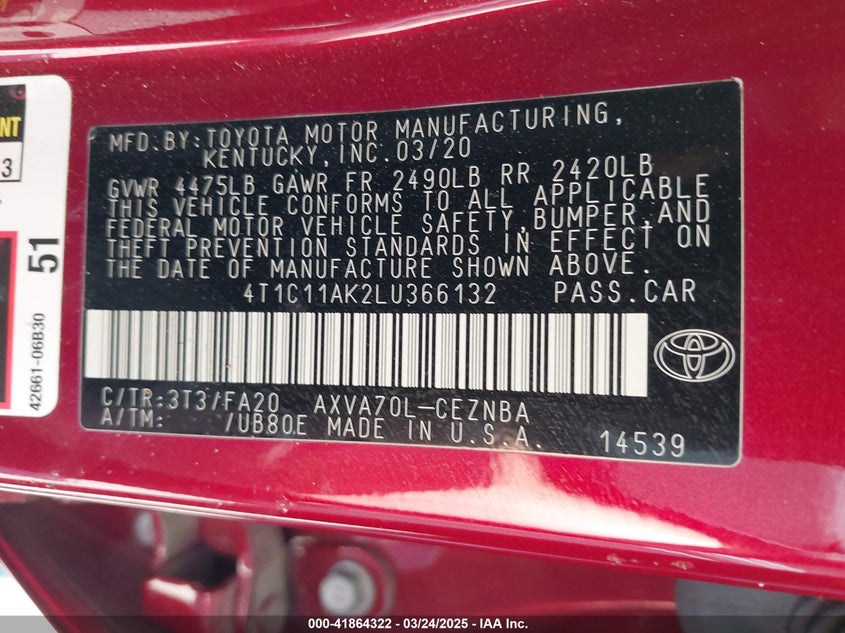 MFD. BY: TOYOTA MOTOR MANUFACTURING,
KENTUCKY, INC. 03/20
GVWR 4475LB GAWR FR 2490LB RR 2420LB
THIS VEHICLE CONFORMS TO ALL APPLICABLE
FEDERAL MOTOR VEHICLE SAFETY, BUMPER, AND
THEFT PREVENTION STANDARDS IN EFFECT ON
THE DATE OF MANUFACTURE SHOWN ABOVE.
4T1C11AK2LU366132 PASS. CAR
C/TR: 3T3/FA20 AXVA70L-CEZNBA
A/TM: /UB80E MADE IN U.S.A. 14539
NT
3
51
42661-06B30
000-41864322 - 03/24/2025 - IAA Inc.